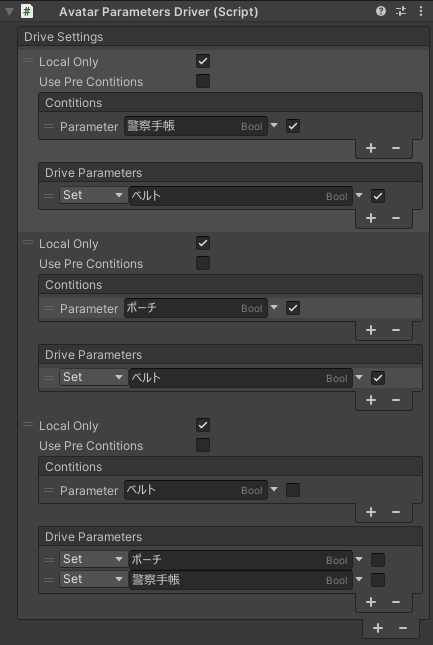 Avatar Parameters Driver (Script)
Drive Settings
Local Only
Use Pre Contitions
Contitions
Parameter 警察手帳 Bool
Drive Parameters
Set ベルト Bool
Local Only
Use Pre Contitions
Contitions
Parameter ポーチ Bool
Drive Parameters
Set ベルト Bool
Local Only
Use Pre Contitions
Contitions
Parameter ベルト Bool
Drive Parameters
Set ポーチ Bool
Set 警察手帳 Bool